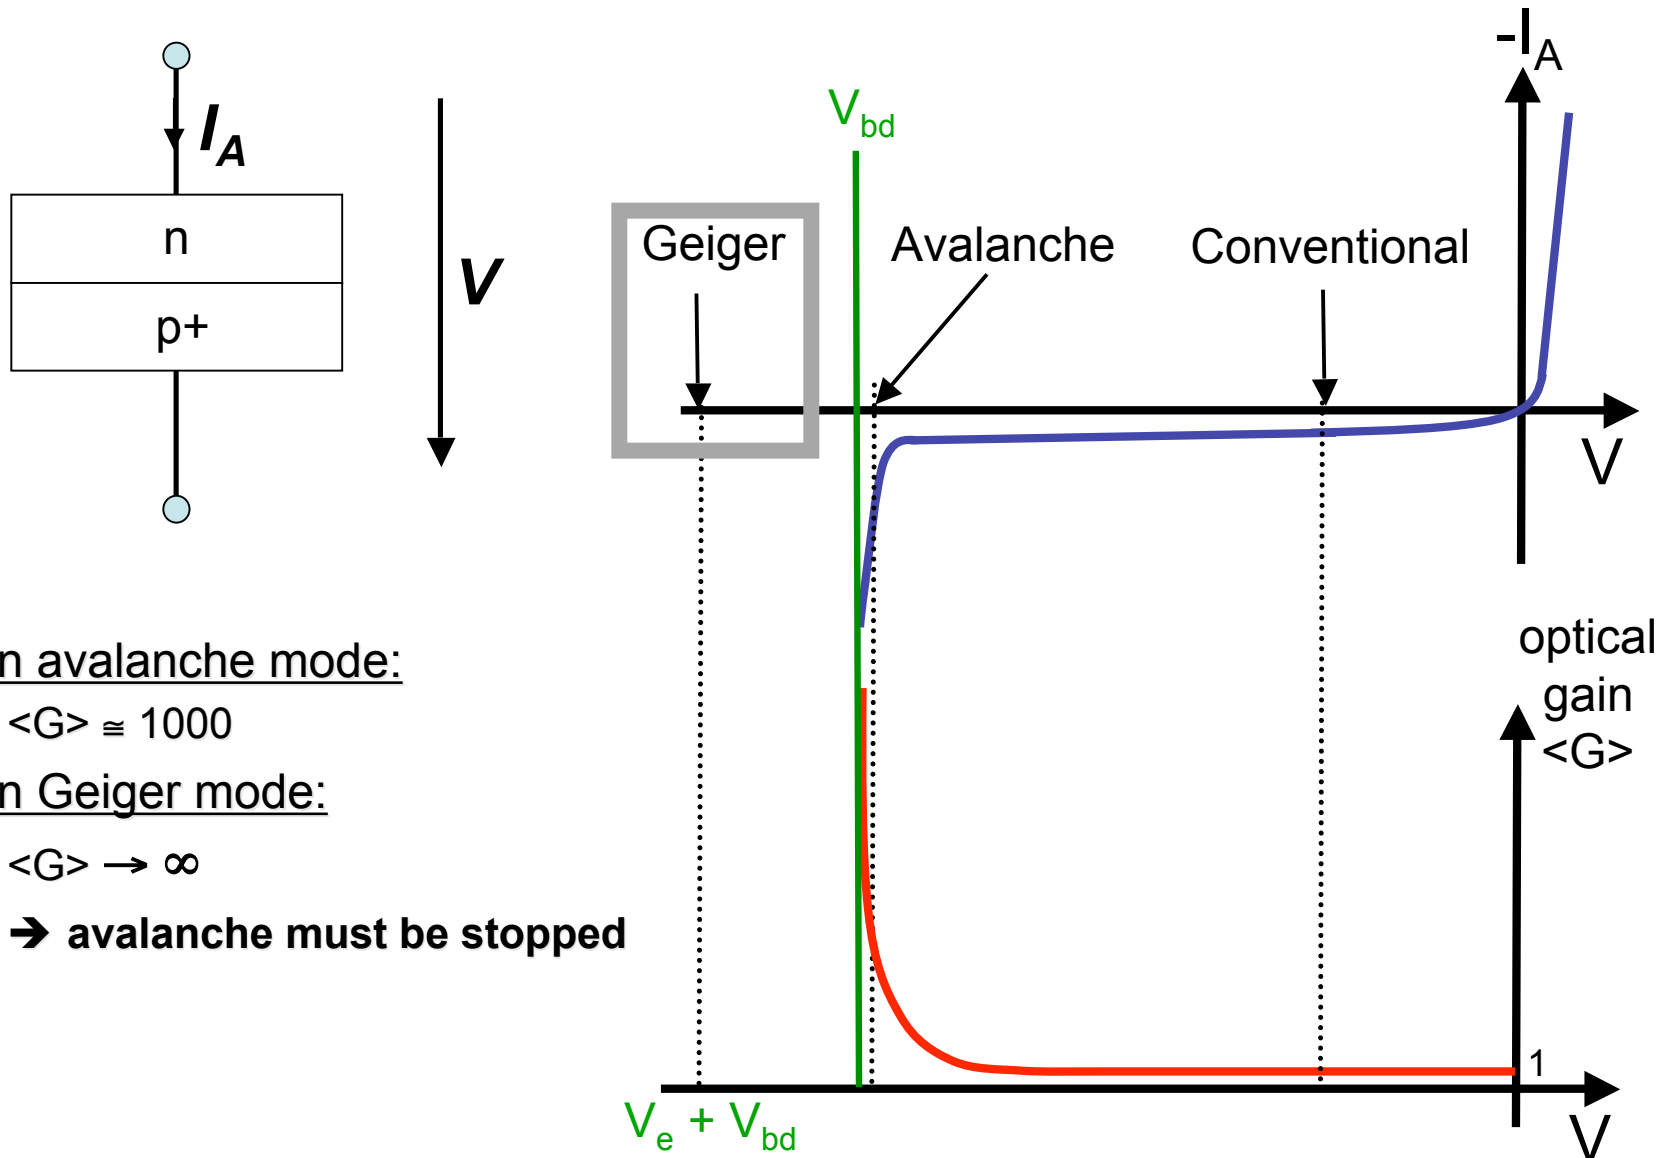 -I_A
V_bd
I_A
n
p+
V
Geiger
Avalanche
Conventional
V
n avalanche mode:
<G> ≅ 1000
n Geiger mode:
<G> → ∞
➔ avalanche must be stopped
optical
gain
<G>
1
V_e + V_bd
V